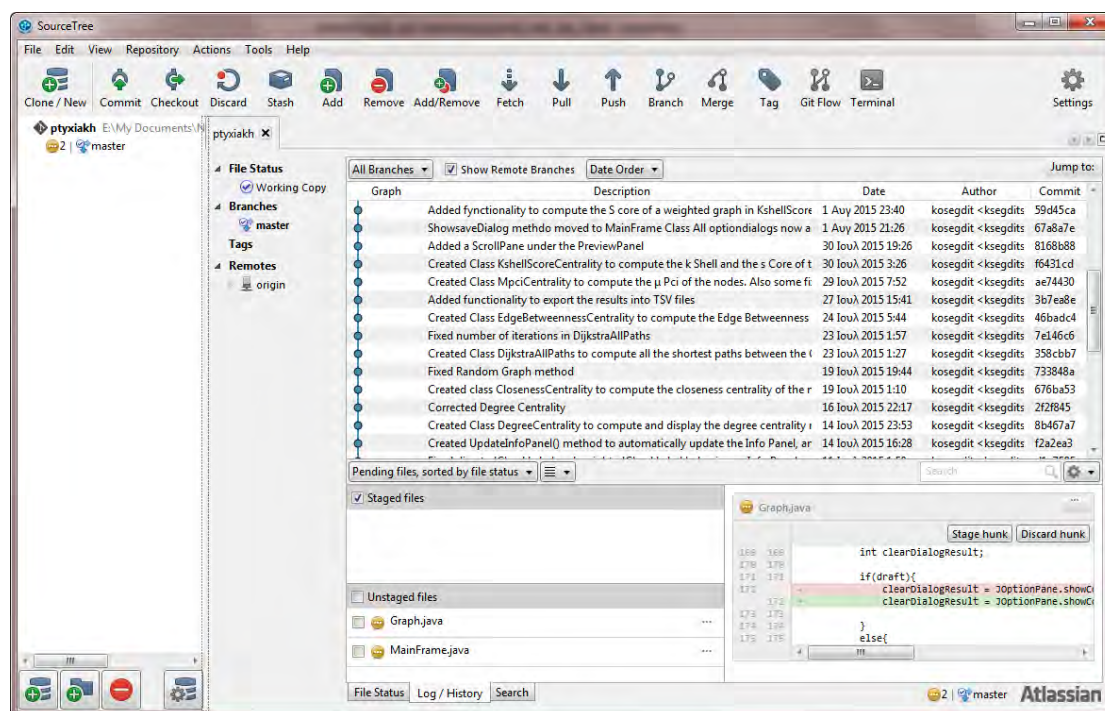 SourceTree
File Edit View Repository Actions Tools Help
Clone / New Commit Checkout Discard Stash Add Remove Add/Remove Fetch Pull Push Branch Merge Tag Git Flow Terminal Settings
ptyxiakh E:\My Documents\N
2 | master
ptyxiakh
File Status
Working Copy
Branches
master
Tags
Remotes
origin
All Branches Show Remote Branches Date Order Jump to:
Graph Description Date Author Commit
Added fynctionality to compute the S core of a weighted graph in KshellScore 1 Αυγ 2015 23:40 kosegdit <ksegdits 59d45ca
ShowsaveDialog methdo moved to MainFrame Class All optiondialogs now a 1 Αυγ 2015 21:26 kosegdit <ksegdits 67a8a7e
Added a ScrollPane under the PreviewPanel 30 Ιουλ 2015 19:26 kosegdit <ksegdits 8168b88
Created Class KshellScoreCentrality to compute the k Shell and the s Core of t 30 Ιουλ 2015 3:26 kosegdit <ksegdits f6431cd
Created Class MpciCentrality to compute the μ Pci of the nodes. Also some fi 29 Ιουλ 2015 7:52 kosegdit <ksegdits ae74430
Added functionality to export the results into TSV files 27 Ιουλ 2015 15:41 kosegdit <ksegdits 3b7ea8e
Created Class EdgeBetweennessCentrality to compute the Edge Betweenness 24 Ιουλ 2015 5:44 kosegdit <ksegdits 46badc4
Fixed number of iterations in DijkstraAllPaths 23 Ιουλ 2015 1:57 kosegdit <ksegdits 7e146c6
Created Class DijkstraAllPaths to compute all the shortest paths between the 23 Ιουλ 2015 1:27 kosegdit <ksegdits 358cbb7
Fixed Random Graph method 19 Ιουλ 2015 19:44 kosegdit <ksegdits 733848a
Created class ClosenessCentrality to compute the closeness centrality of the 19 Ιουλ 2015 1:10 kosegdit <ksegdits 676ba53
Corrected Degree Centrality 16 Ιουλ 2015 22:17 kosegdit <ksegdits 2f2f845
Created Class DegreeCentrality to compute and display the degree centrality 14 Ιουλ 2015 23:53 kosegdit <ksegdits 8b467a7
Created UpdateInfoPanel() method to automatically update the Info Panel, ar 14 Ιουλ 2015 16:28 kosegdit <ksegdits f2a2ea3
Pending files, sorted by file status Search
Staged files
Unstaged files
Graph.java
MainFrame.java
Graph.java
Stage hunk Discard hunk
int clearDialogResult;
171 171 if(draft){
172 - clearDialogResult = JOptionPane.showCo
172 + clearDialogResult = JOptionPane.showCo
173 173
174 174 }
175 175 else{
File Status Log / History Search
2 | master Atlassian